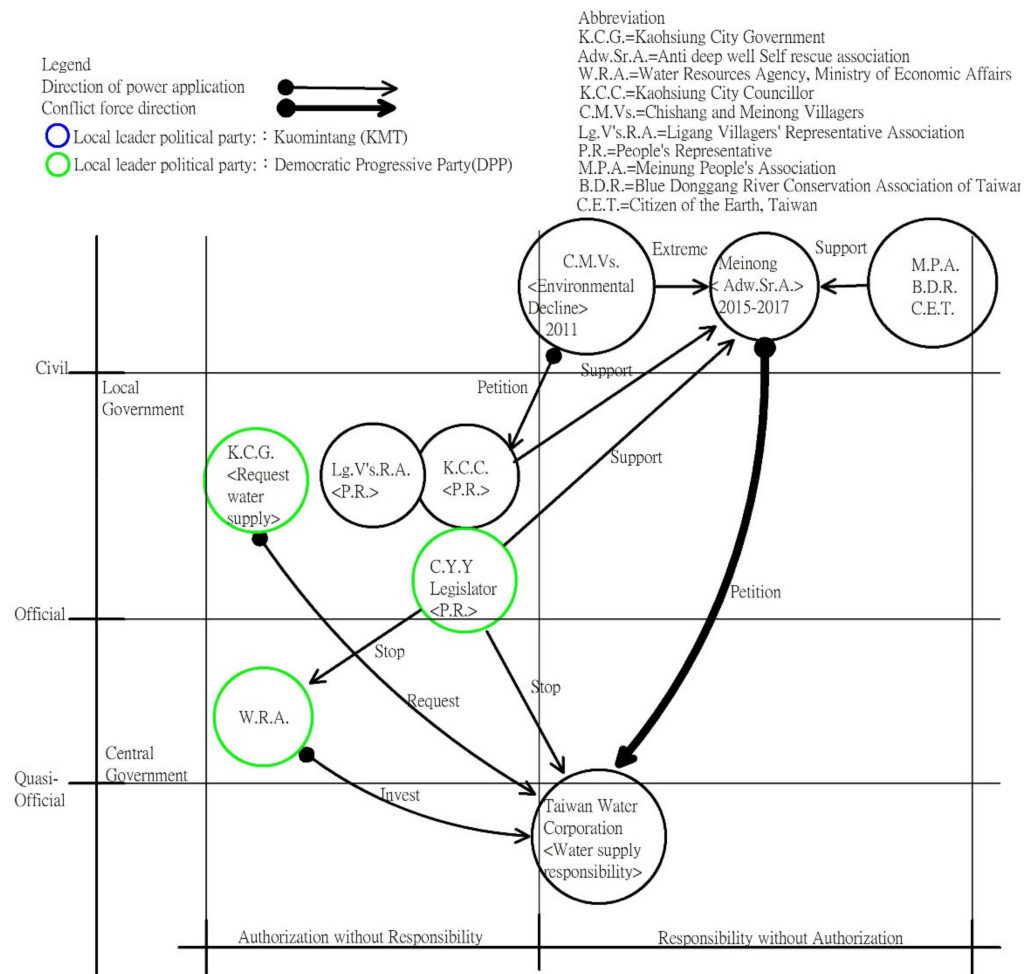 Abbreviation
K.C.G.=Kaohsiung City Government
Adw.Sr.A.=Anti deep well Self rescue association
W.R.A.=Water Resources Agency, Ministry of Economic Affairs
K.C.C.=Kaohsiung City Councillor
C.M.Vs.=Chishang and Meinong Villagers
Lg.V's.R.A.=Ligang Villagers' Representative Association
P.R.=People's Representative
M.P.A.=Meinung People's Association
B.D.R.=Blue Donggang River Conservation Association of Taiwan
C.E.T.=Citizen of the Earth, Taiwan
Legend
Direction of power application
Conflict force direction
Local leader political party:：Kuomintang (KMT)
Local leader political party:：Democratic Progressive Party(DPP)
C.M.Vs.
<Environmental
Decline>
2011
Extreme
Meinong
< Adw.Sr.A.>
2015-2017
Support
M.P.A.
B.D.R.
C.E.T.
Civil
Local
Government
Petition
Support
K.C.G.
<Request
water
supply>
Lg.V's.R.A.
<P.R.>
K.C.C.
<P.R.>
Support
C.Y.Y
Legislator
<P.R.>
Petition
Official
Stop
Stop
Request
W.R.A.
Central
Government
Quasi-
Official
Invest
Taiwan Water
Corporation
<Water supply
responsibility>
Authorization without Responsibility
Responsibility without Authorization